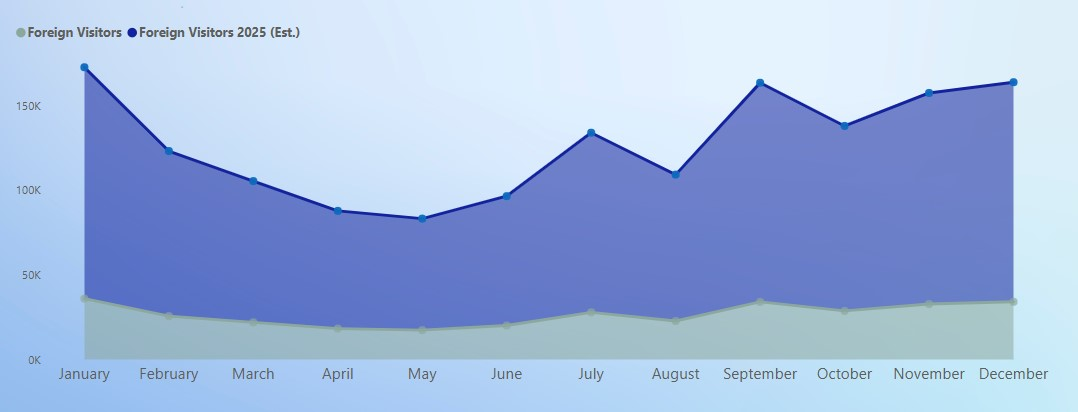 Foreign Visitors Foreign Visitors 2025 (Est.)
150K
100K
50K
0K
January February March April May June July August September October November December